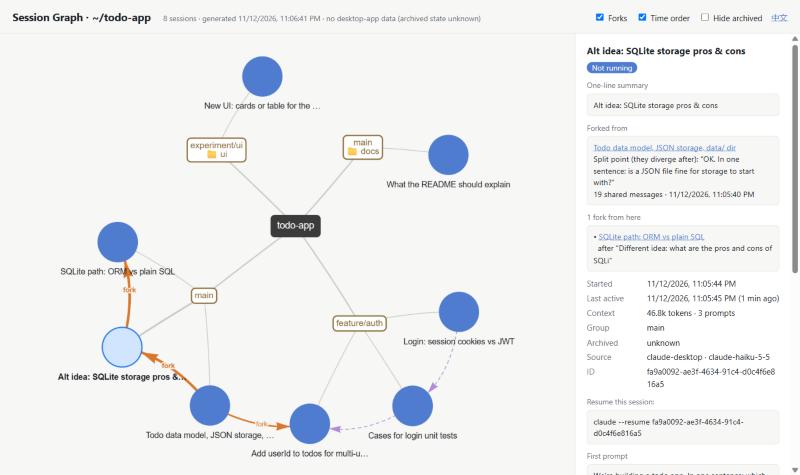 Session Graph · ~/todo-app
8 sessions · generated 11/12/2026, 11:06:41 PM · no desktop-app data (archived state unknown)
Forks
Time order
Hide archived
中文
New UI: cards or table for the ...
experiment/ui
ui
main
docs
What the README should explain
todo-app
SQLite path: ORM vs plain SQL
fork
main
feature/auth
Login: session cookies vs JWT
Alt idea: SQLite storage pros &...
fork
Todo data model, JSON storage, ...
fork
Add userId to todos for multi-u...
Cases for login unit tests
Alt idea: SQLite storage pros & cons
Not running
One-line summary
Alt idea: SQLite storage pros & cons
Forked from
Todo data model, JSON storage, data/ dir
Split point (they diverge after): "OK. In one
sentence: is a JSON file fine for storage to start
with?"
19 shared messages · 11/12/2026, 11:05:40 PM
1 fork from here
• SQLite path: ORM vs plain SQL
after "Different idea: what are the pros and cons of
SQLi"
Started 11/12/2026, 11:05:44 PM
Last active 11/12/2026, 11:05:45 PM (1 min ago)
Context 46.8k tokens · 3 prompts
Group main
Archived unknown
Source claude-desktop · claude-haiku-5-5
ID fa9a0092-ae3f-4634-91c4-d0c4f6e8
16a5
Resume this session:
claude --resume fa9a0092-ae3f-4634-91c4-
d0c4f6e816a5
First prompt